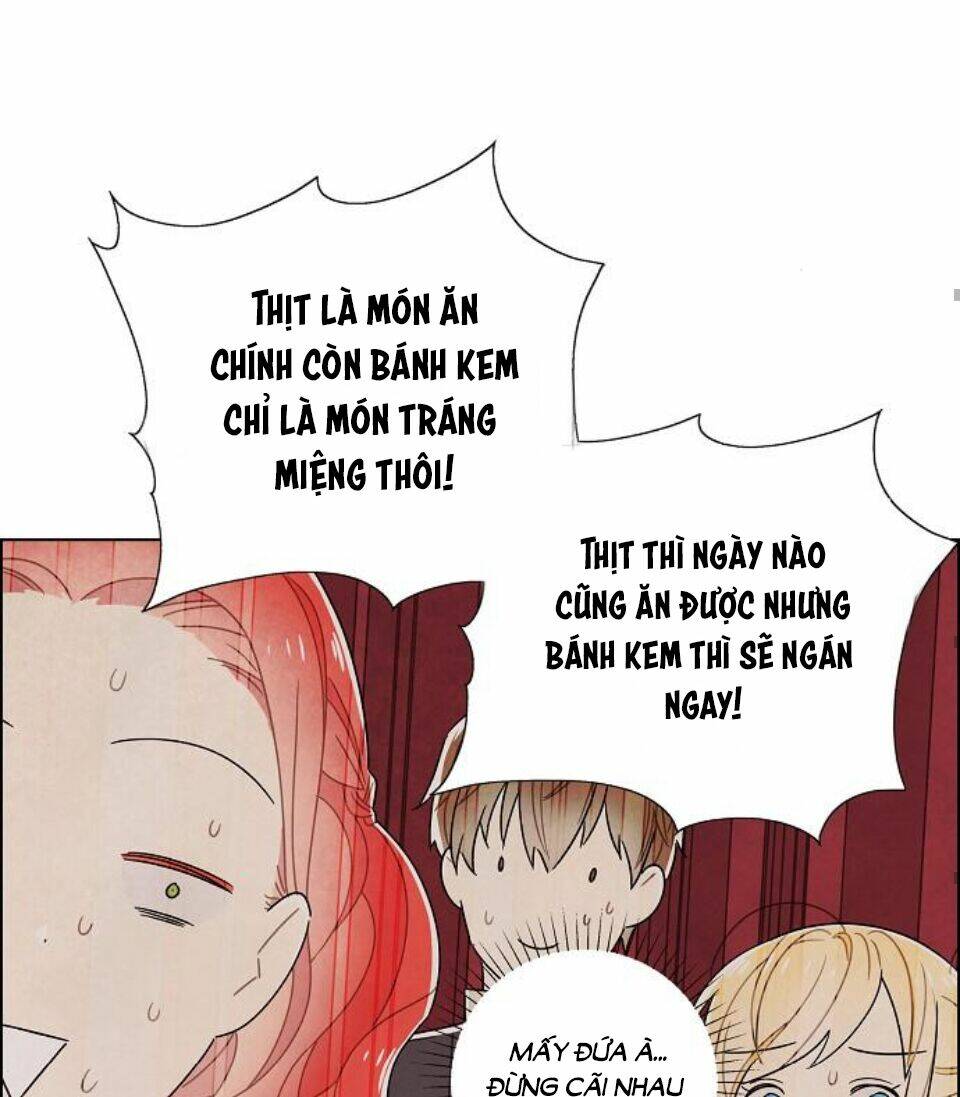 THỊT LÀ MÓN ĂN
CHÍNH CÒN BÁNH KEM
CHỈ LÀ MÓN TRÁNG
MIỆNG THÔI!
THỊT THÌ NGÀY NÀO
CŨNG ĂN ĐƯỢC NHƯNG
BÁNH KEM THÌ SẼ NGÁN
NGAY!
MẤY ĐỨA À...
ĐỪNG CÃI NHAU